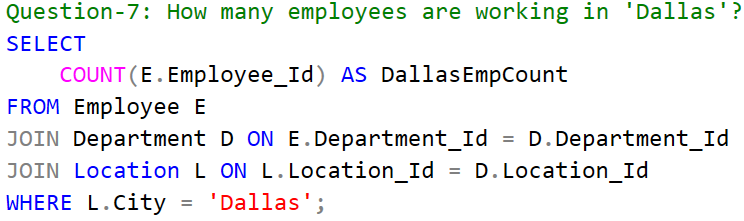 Question-7: How many employees are working in 'Dallas'?
SELECT
    COUNT(E.Employee_Id) AS DallasEmpCount
FROM Employee E
JOIN Department D ON E.Department_Id = D.Department_Id
JOIN Location L ON L.Location_Id = D.Location_Id
WHERE L.City = 'Dallas';